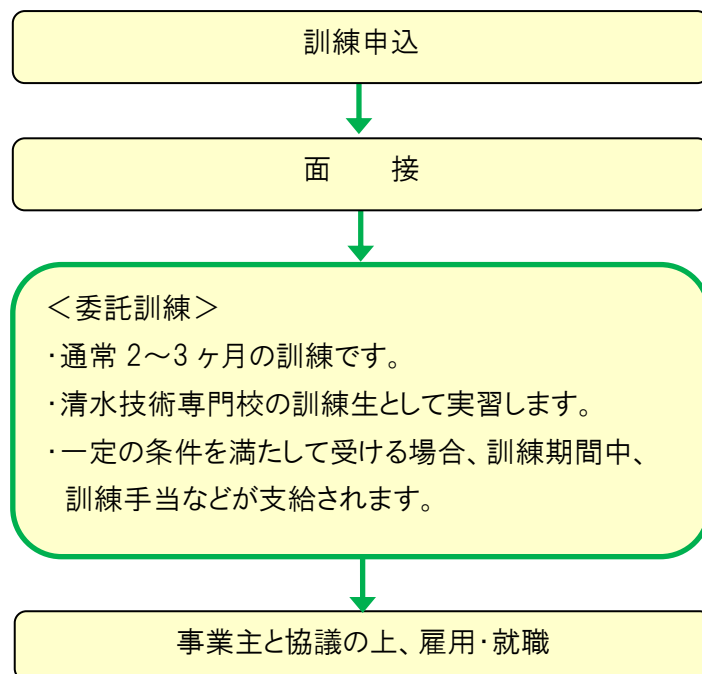 訓練申込
面　　接
＜委託訓練＞
・通常 2～3 ヶ月の訓練です。
・清水技術専門校の訓練生として実習します。
・一定の条件を満たして受ける場合、訓練期間中、
訓練手当などが支給されます。
事業主と協議の上、雇用・就職